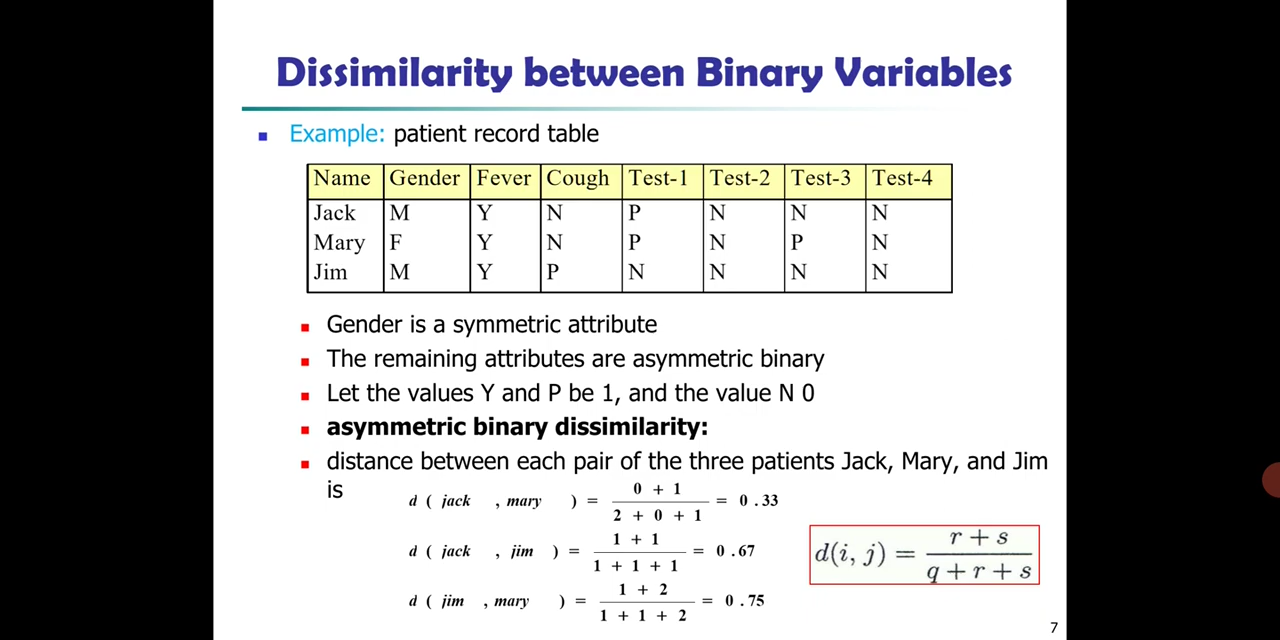 Dissimilarity between Binary Variables
Example: patient record table
Name Gender Fever Cough Test-1 Test-2 Test-3 Test-4
Jack M Y N P N N N
Mary F Y N P N P N
Jim M Y P N N N N
Gender is a symmetric attribute
The remaining attributes are asymmetric binary
Let the values Y and P be 1, and the value N 0
asymmetric binary dissimilarity:
distance between each pair of the three patients Jack, Mary, and Jim
is
d ( jack , mary ) = 0 + 1 / 2 + 0 + 1 = 0 . 33
d ( jack , jim ) = 1 + 1 / 1 + 1 + 1 = 0 . 67
d ( jim , mary ) = 1 + 2 / 1 + 1 + 2 = 0 . 75
d(i, j) = r + s / q + r + s
7